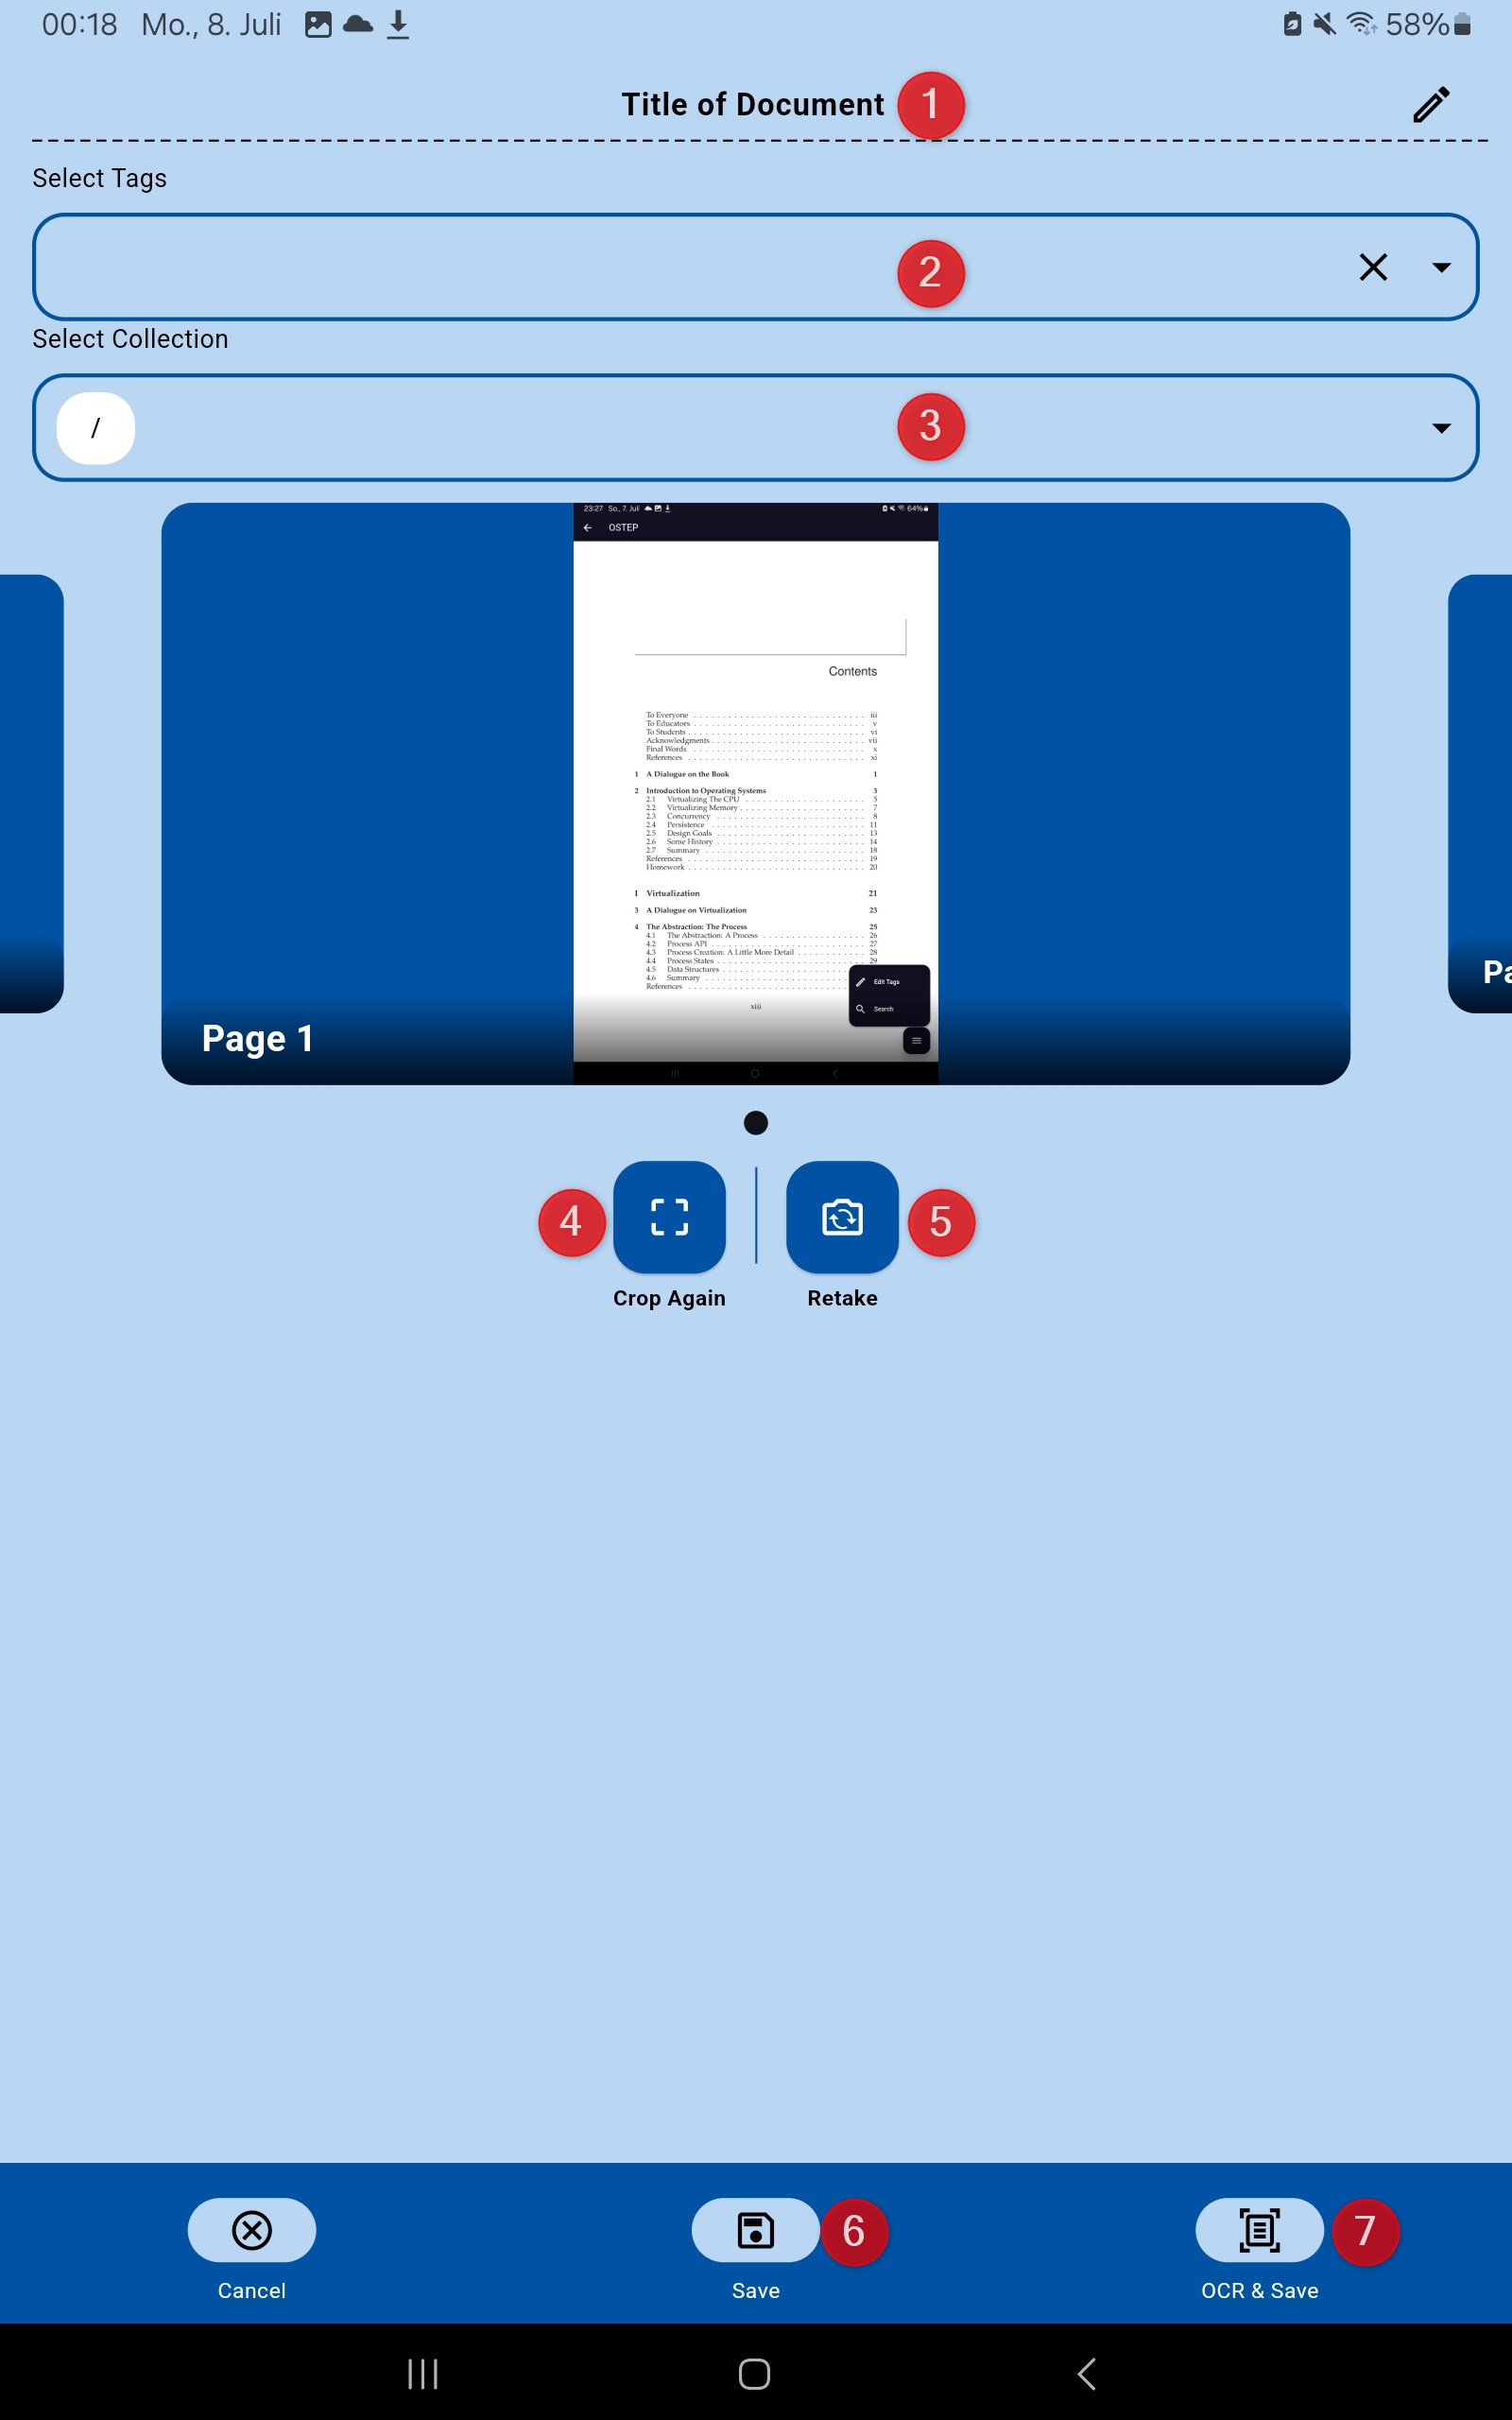 00:18 Mo., 8. Juli 58%
Title of Document 1
Select Tags
2
Select Collection
/ 3
23:27 So., 7. Juli 64%
OSTEP
Contents
To Everyone . . . . . . . . . . . . . . . . . . . . . . . . . . . . iii
To Educators . . . . . . . . . . . . . . . . . . . . . . . . . . . . v
To Students . . . . . . . . . . . . . . . . . . . . . . . . . . . . vi
Acknowledgments . . . . . . . . . . . . . . . . . . . . . . . . . . vii
Final Words . . . . . . . . . . . . . . . . . . . . . . . . . . . . x
References . . . . . . . . . . . . . . . . . . . . . . . . . . . . xi
1 A Dialogue on the Book 1
2 Introduction to Operating Systems 3
2.1 Virtualizing The CPU . . . . . . . . . . . . . . . . . . . . 5
2.2 Virtualizing Memory . . . . . . . . . . . . . . . . . . . . . 7
2.3 Concurrency . . . . . . . . . . . . . . . . . . . . . . . . . 8
2.4 Persistence . . . . . . . . . . . . . . . . . . . . . . . . . 11
2.5 Design Goals . . . . . . . . . . . . . . . . . . . . . . . . 13
2.6 Some History . . . . . . . . . . . . . . . . . . . . . . . . 14
2.7 Summary . . . . . . . . . . . . . . . . . . . . . . . . . . . 18
References . . . . . . . . . . . . . . . . . . . . . . . . . . . . 19
Homework . . . . . . . . . . . . . . . . . . . . . . . . . . . . . 20
I Virtualization 21
3 A Dialogue on Virtualization 23
4 The Abstraction: The Process 25
4.1 The Abstraction: A Process . . . . . . . . . . . . . . . . . 26
4.2 Process API . . . . . . . . . . . . . . . . . . . . . . . . . 27
4.3 Process Creation: A Little More Detail . . . . . . . . . . . 28
4.4 Process States . . . . . . . . . . . . . . . . . . . . . . . 29
4.5 Data Structures . . . . . . . . . . . . . . . . . . . .
4.6 Summary . . . . . . . . . . . . . . . . . . . . . . .
References . . . . . . . . . . . . . . . . . . . . . . . .
Edit Tags
xiii
Search
Page 1
Pa
4 5
Crop Again Retake
6 7
Cancel Save OCR & Save